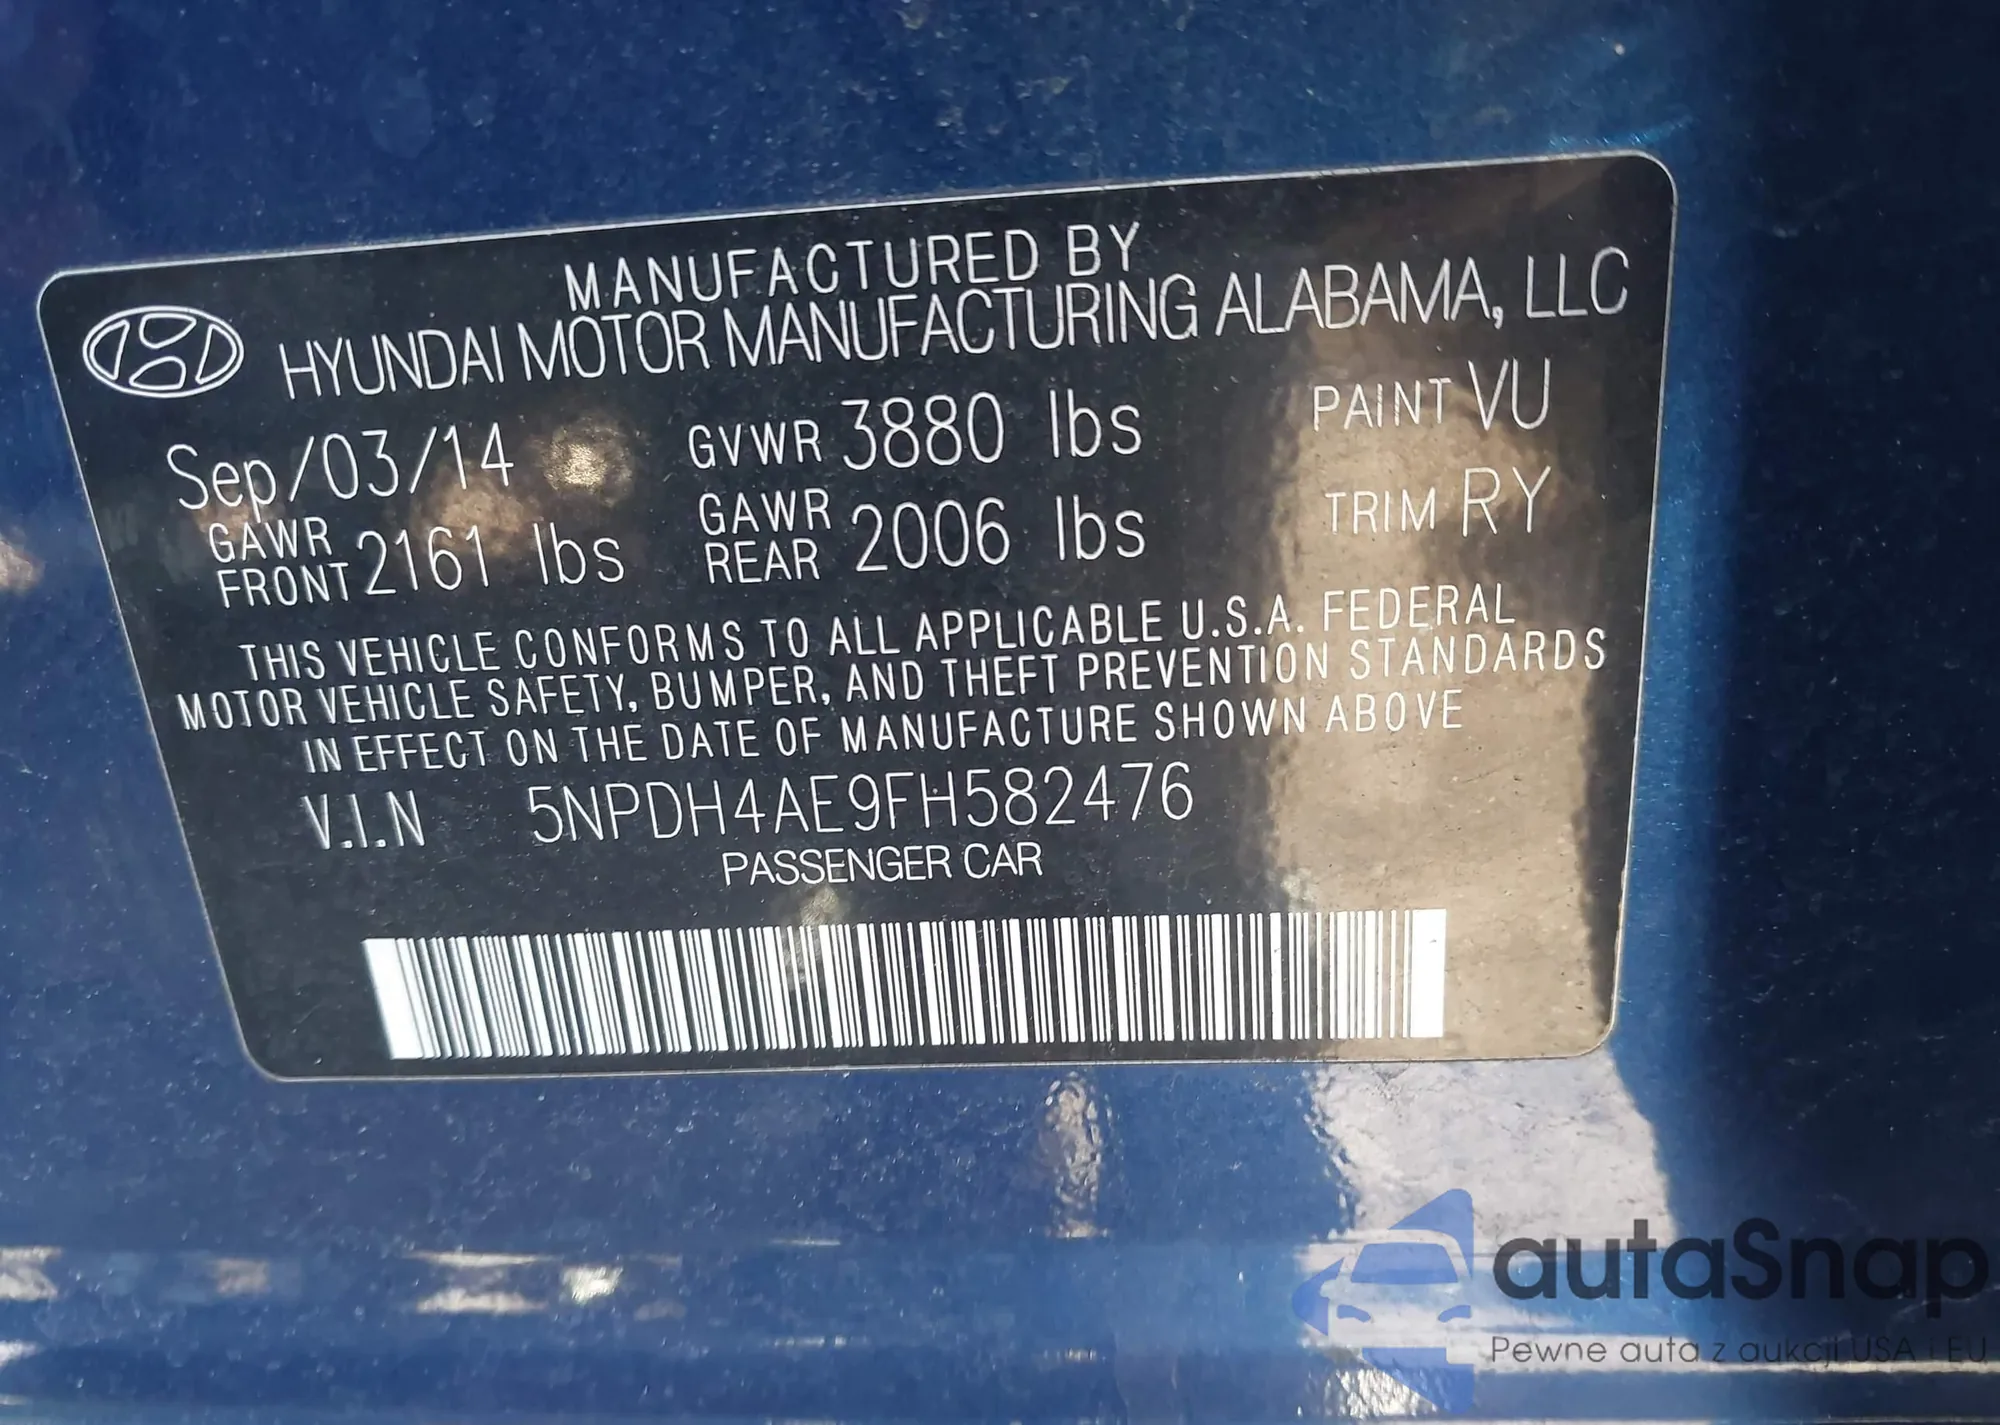 MANUFACTURED BY
HYUNDAI MOTOR MANUFACTURING ALABAMA, LLC
Sep/03/14 GVWR 3880 lbs PAINT VU
GAWR FRONT 2161 lbs GAWR REAR 2006 lbs TRIM RY
THIS VEHICLE CONFORMS TO ALL APPLICABLE U.S.A. FEDERAL
MOTOR VEHICLE SAFETY, BUMPER, AND THEFT PREVENTION STANDARDS
IN EFFECT ON THE DATE OF MANUFACTURE SHOWN ABOVE
V.I.N 5NPDH4AE9FH582476
PASSENGER CAR
autaSnap
Pewne auta z aukcji USA i EU